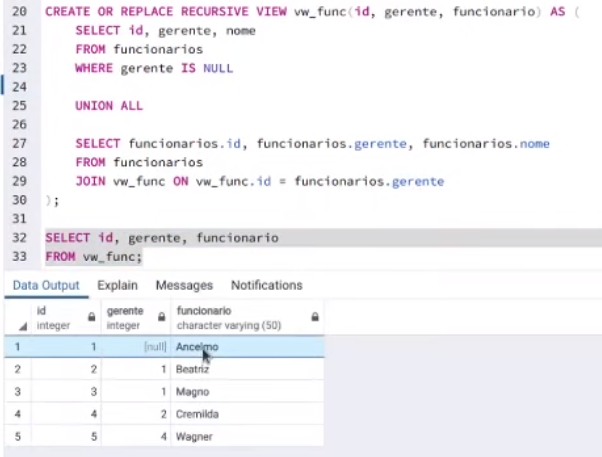 20 CREATE OR REPLACE RECURSIVE VIEW vw_func(id, gerente, funcionario) AS (
21 SELECT id, gerente, nome
22 FROM funcionarios
23 WHERE gerente IS NULL
24
25 UNION ALL
26
27 SELECT funcionarios.id, funcionarios.gerente, funcionarios.nome
28 FROM funcionarios
29 JOIN vw_func ON vw_func.id = funcionarios.gerente
30 );
31
32 SELECT id, gerente, funcionario
33 FROM vw_func;
Data Output Explain Messages Notifications
id gerente funcionario
integer integer character varying (50)
1 1 [null] Ancelmo
2 2 1 Beatriz
3 3 1 Magno
4 4 2 Cremilda
5 5 4 Wagner